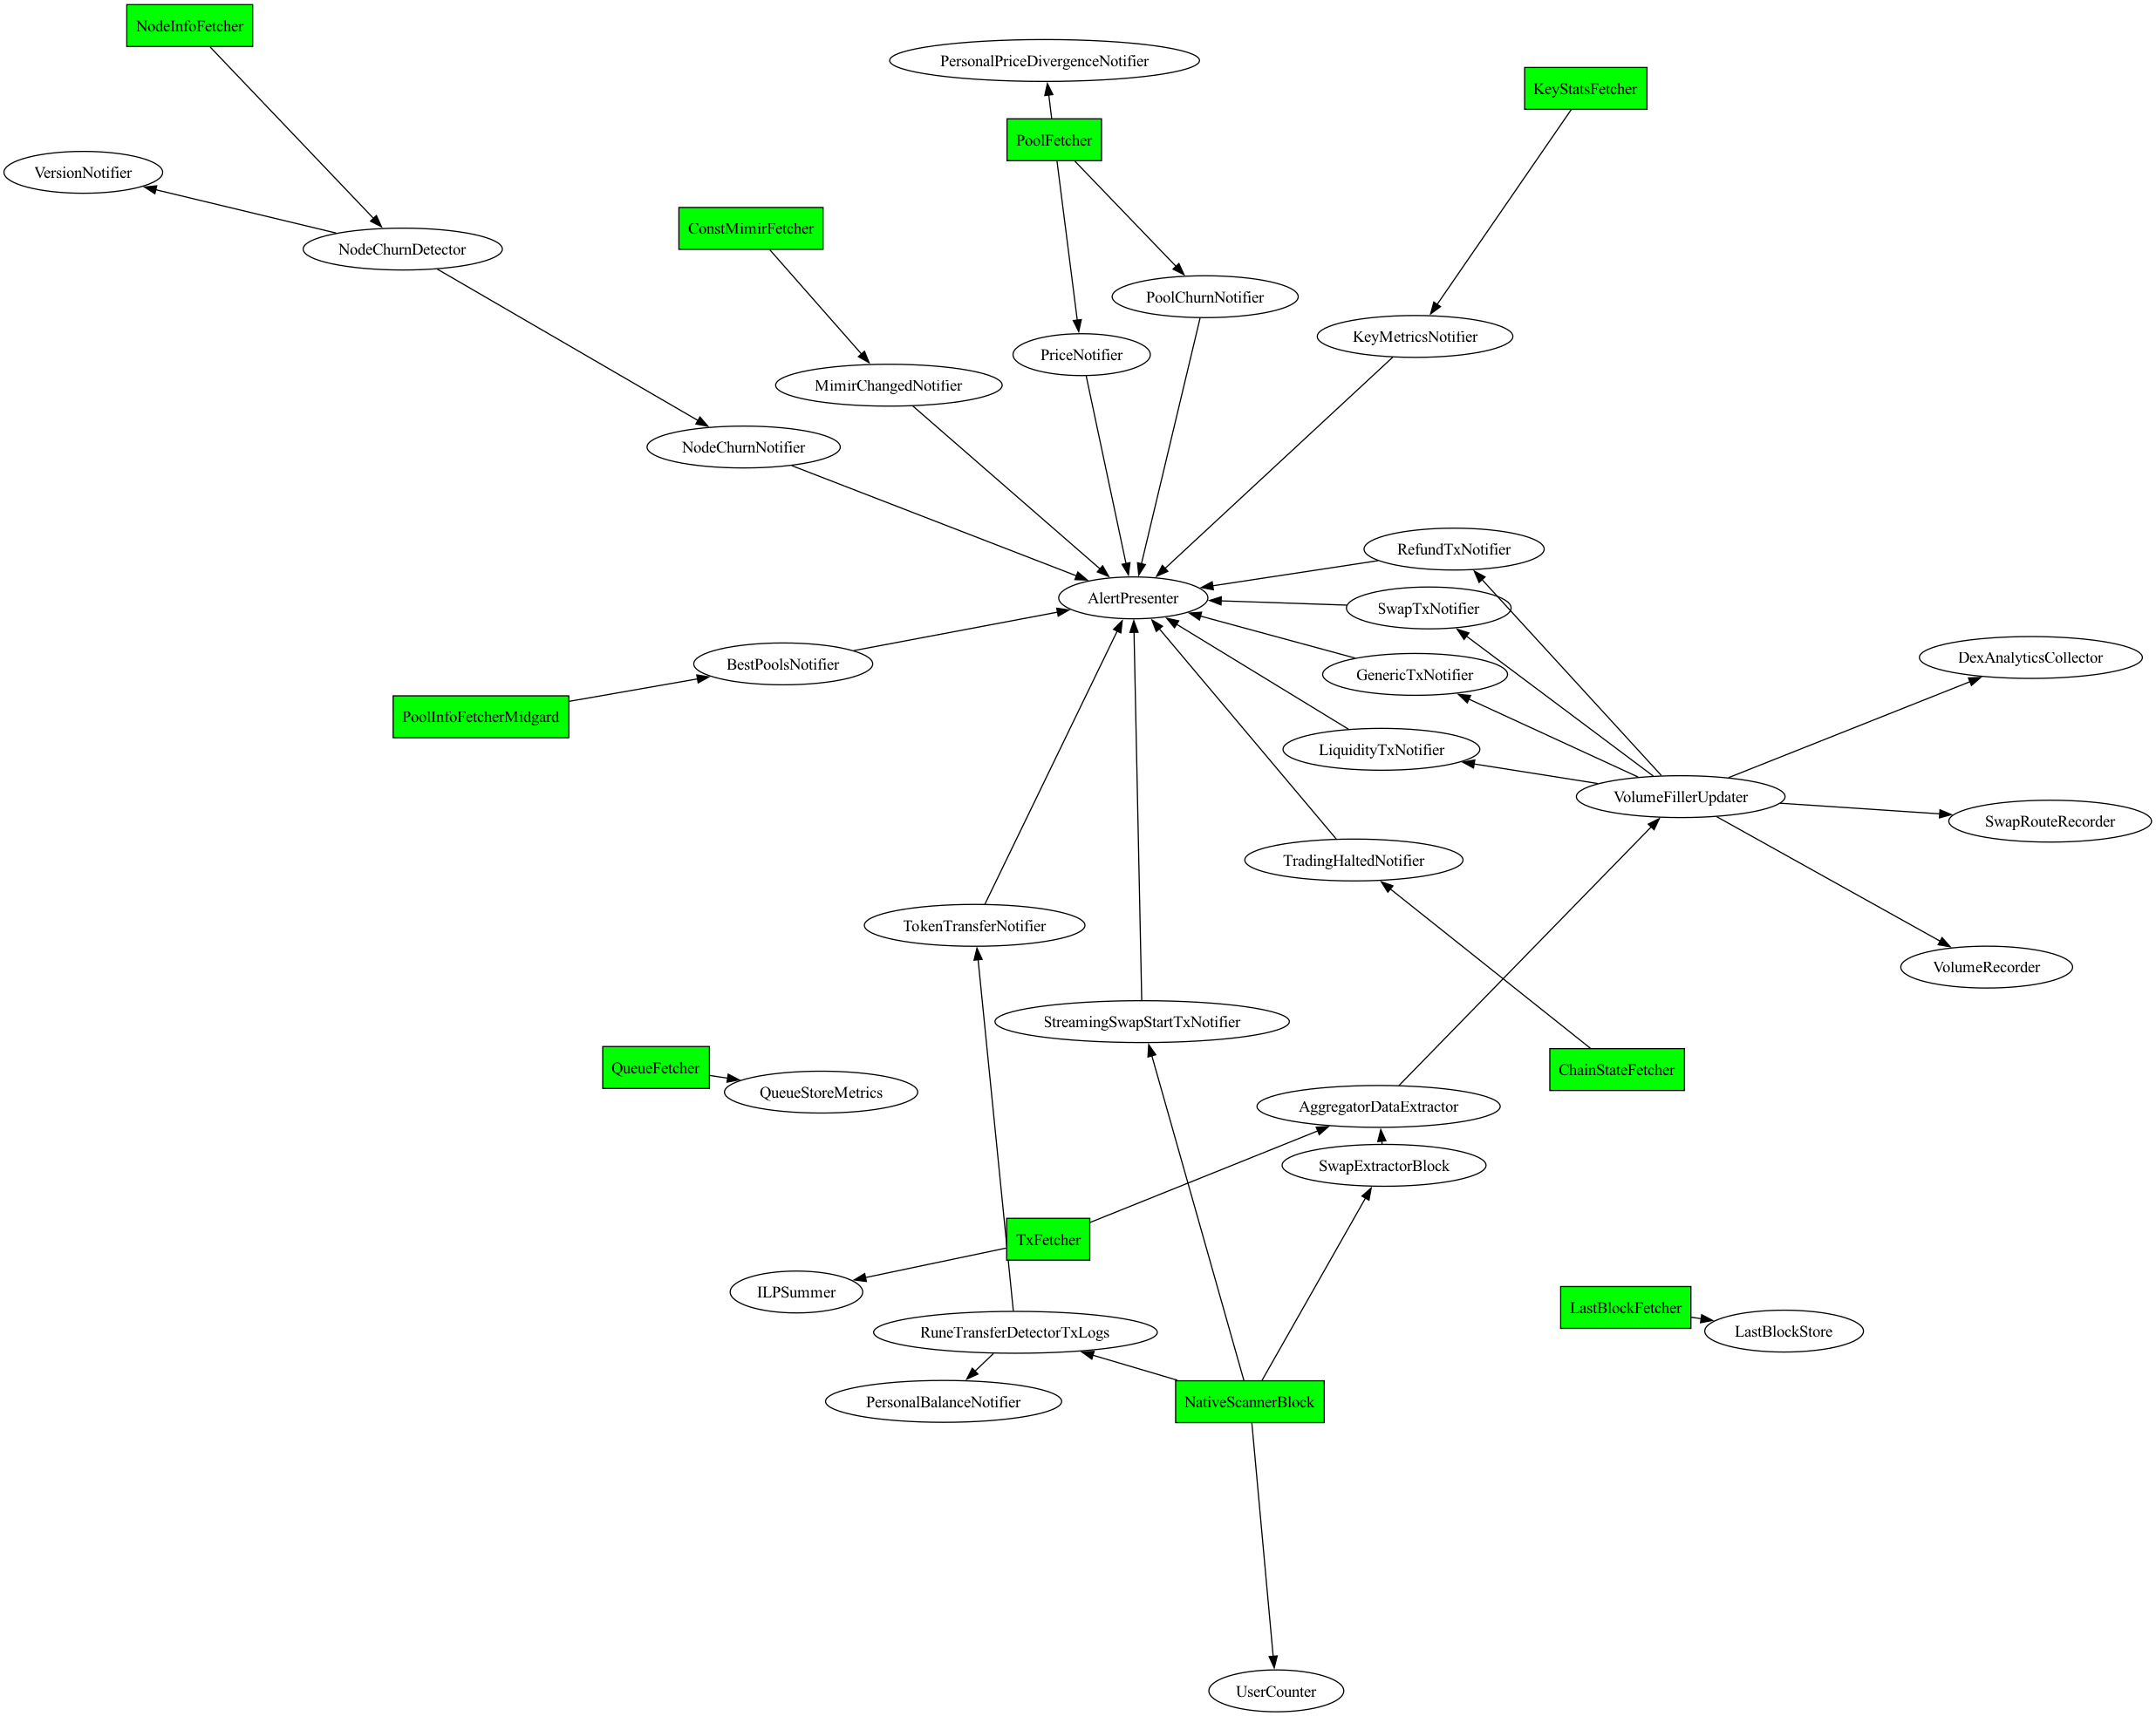 NodeInfoFetcher
PersonalPriceDivergenceNotifier
KeyStatsFetcher
PoolFetcher
VersionNotifier
ConstMimirFetcher
NodeChurnDetector
PoolChurnNotifier
KeyMetricsNotifier
PriceNotifier
MimirChangedNotifier
NodeChurnNotifier
RefundTxNotifier
AlertPresenter
SwapTxNotifier
DexAnalyticsCollector
BestPoolsNotifier
GenericTxNotifier
PoolInfoFetcherMidgard
LiquidityTxNotifier
VolumeFillerUpdater
SwapRouteRecorder
TradingHaltedNotifier
TokenTransferNotifier
VolumeRecorder
StreamingSwapStartTxNotifier
QueueFetcher
ChainStateFetcher
QueueStoreMetrics
AggregatorDataExtractor
SwapExtractorBlock
TxFetcher
ILPSummer
LastBlockFetcher
LastBlockStore
RuneTransferDetectorTxLogs
PersonalBalanceNotifier
NativeScannerBlock
UserCounter